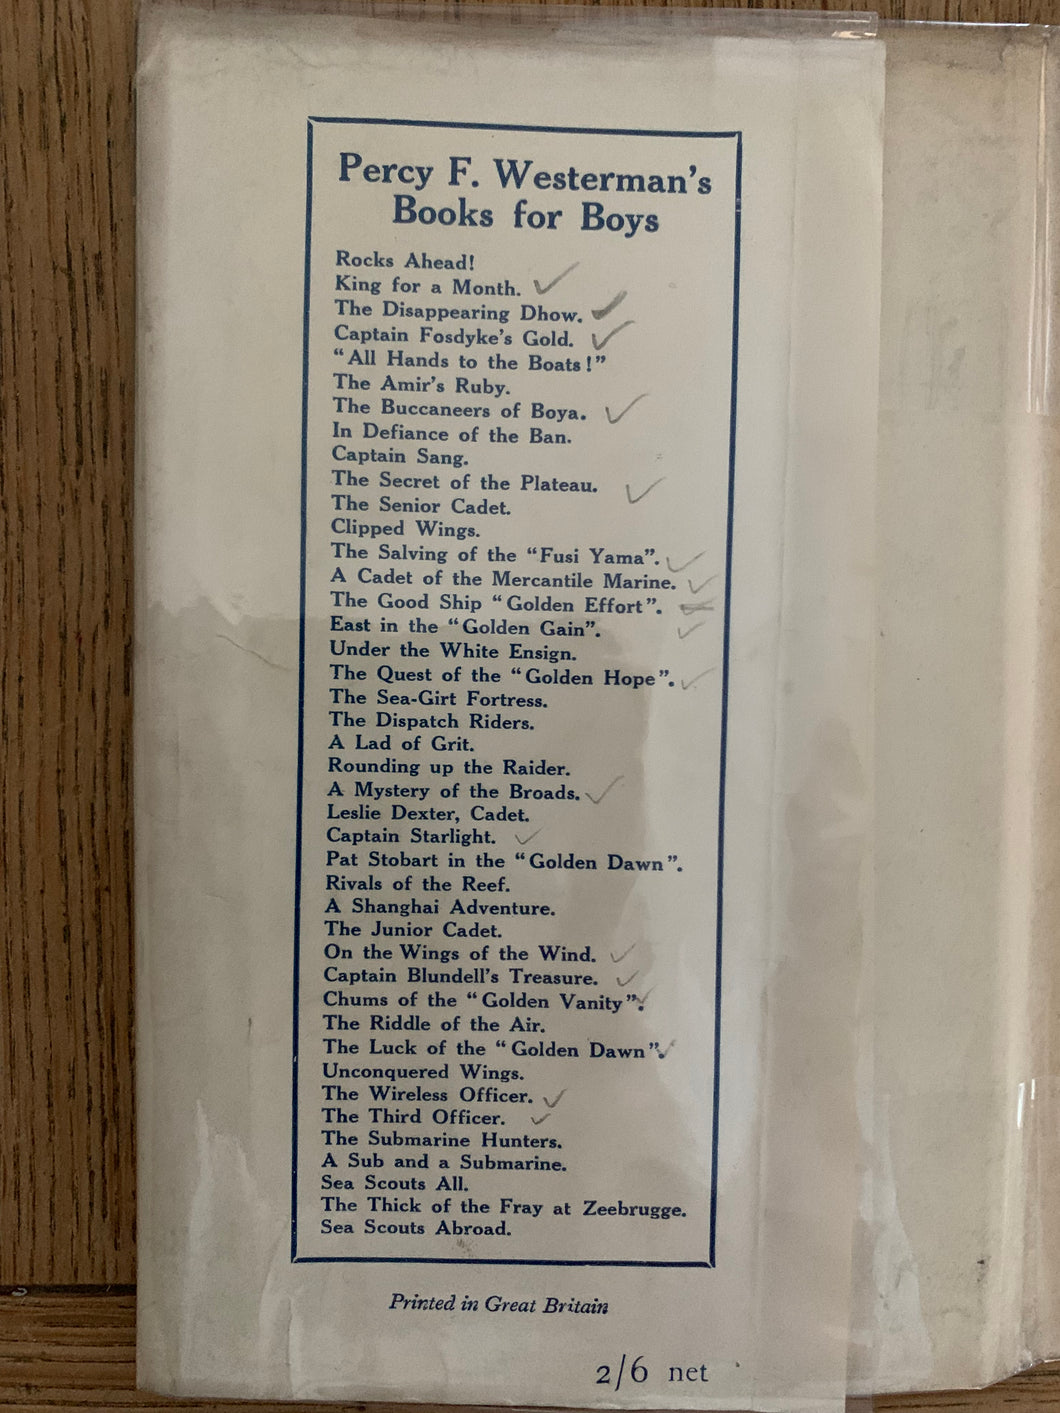 Percy F. Westerman's
Books for Boys
Rocks Ahead!
King for a Month.
The Disappearing Dhow.
Captain Fosdyke's Gold.
“All Hands to the Boats!”
The Amir's Ruby.
The Buccaneers of Boya.
In Defiance of the Ban.
Captain Sang.
The Secret of the Plateau.
The Senior Cadet.
Clipped Wings.
The Salving of the “Fusi Yama”.
A Cadet of the Mercantile Marine.
The Good Ship “Golden Effort”.
East in the “Golden Gain”.
Under the White Ensign.
The Quest of the “Golden Hope”.
The Sea-Girt Fortress.
The Dispatch Riders.
A Lad of Grit.
Rounding up the Raider.
A Mystery of the Broads.
Leslie Dexter, Cadet.
Captain Starlight.
Pat Stobart in the “Golden Dawn”.
Rivals of the Reef.
A Shanghai Adventure.
The Junior Cadet.
On the Wings of the Wind.
Captain Blundell's Treasure.
Chums of the “Golden Vanity”.
The Riddle of the Air.
The Luck of the “Golden Dawn”.
Unconquered Wings.
The Wireless Officer.
The Third Officer.
The Submarine Hunters.
A Sub and a Submarine.
Sea Scouts All.
The Thick of the Fray at Zeebrugge.
Sea Scouts Abroad.
Printed in Great Britain
2/6 net